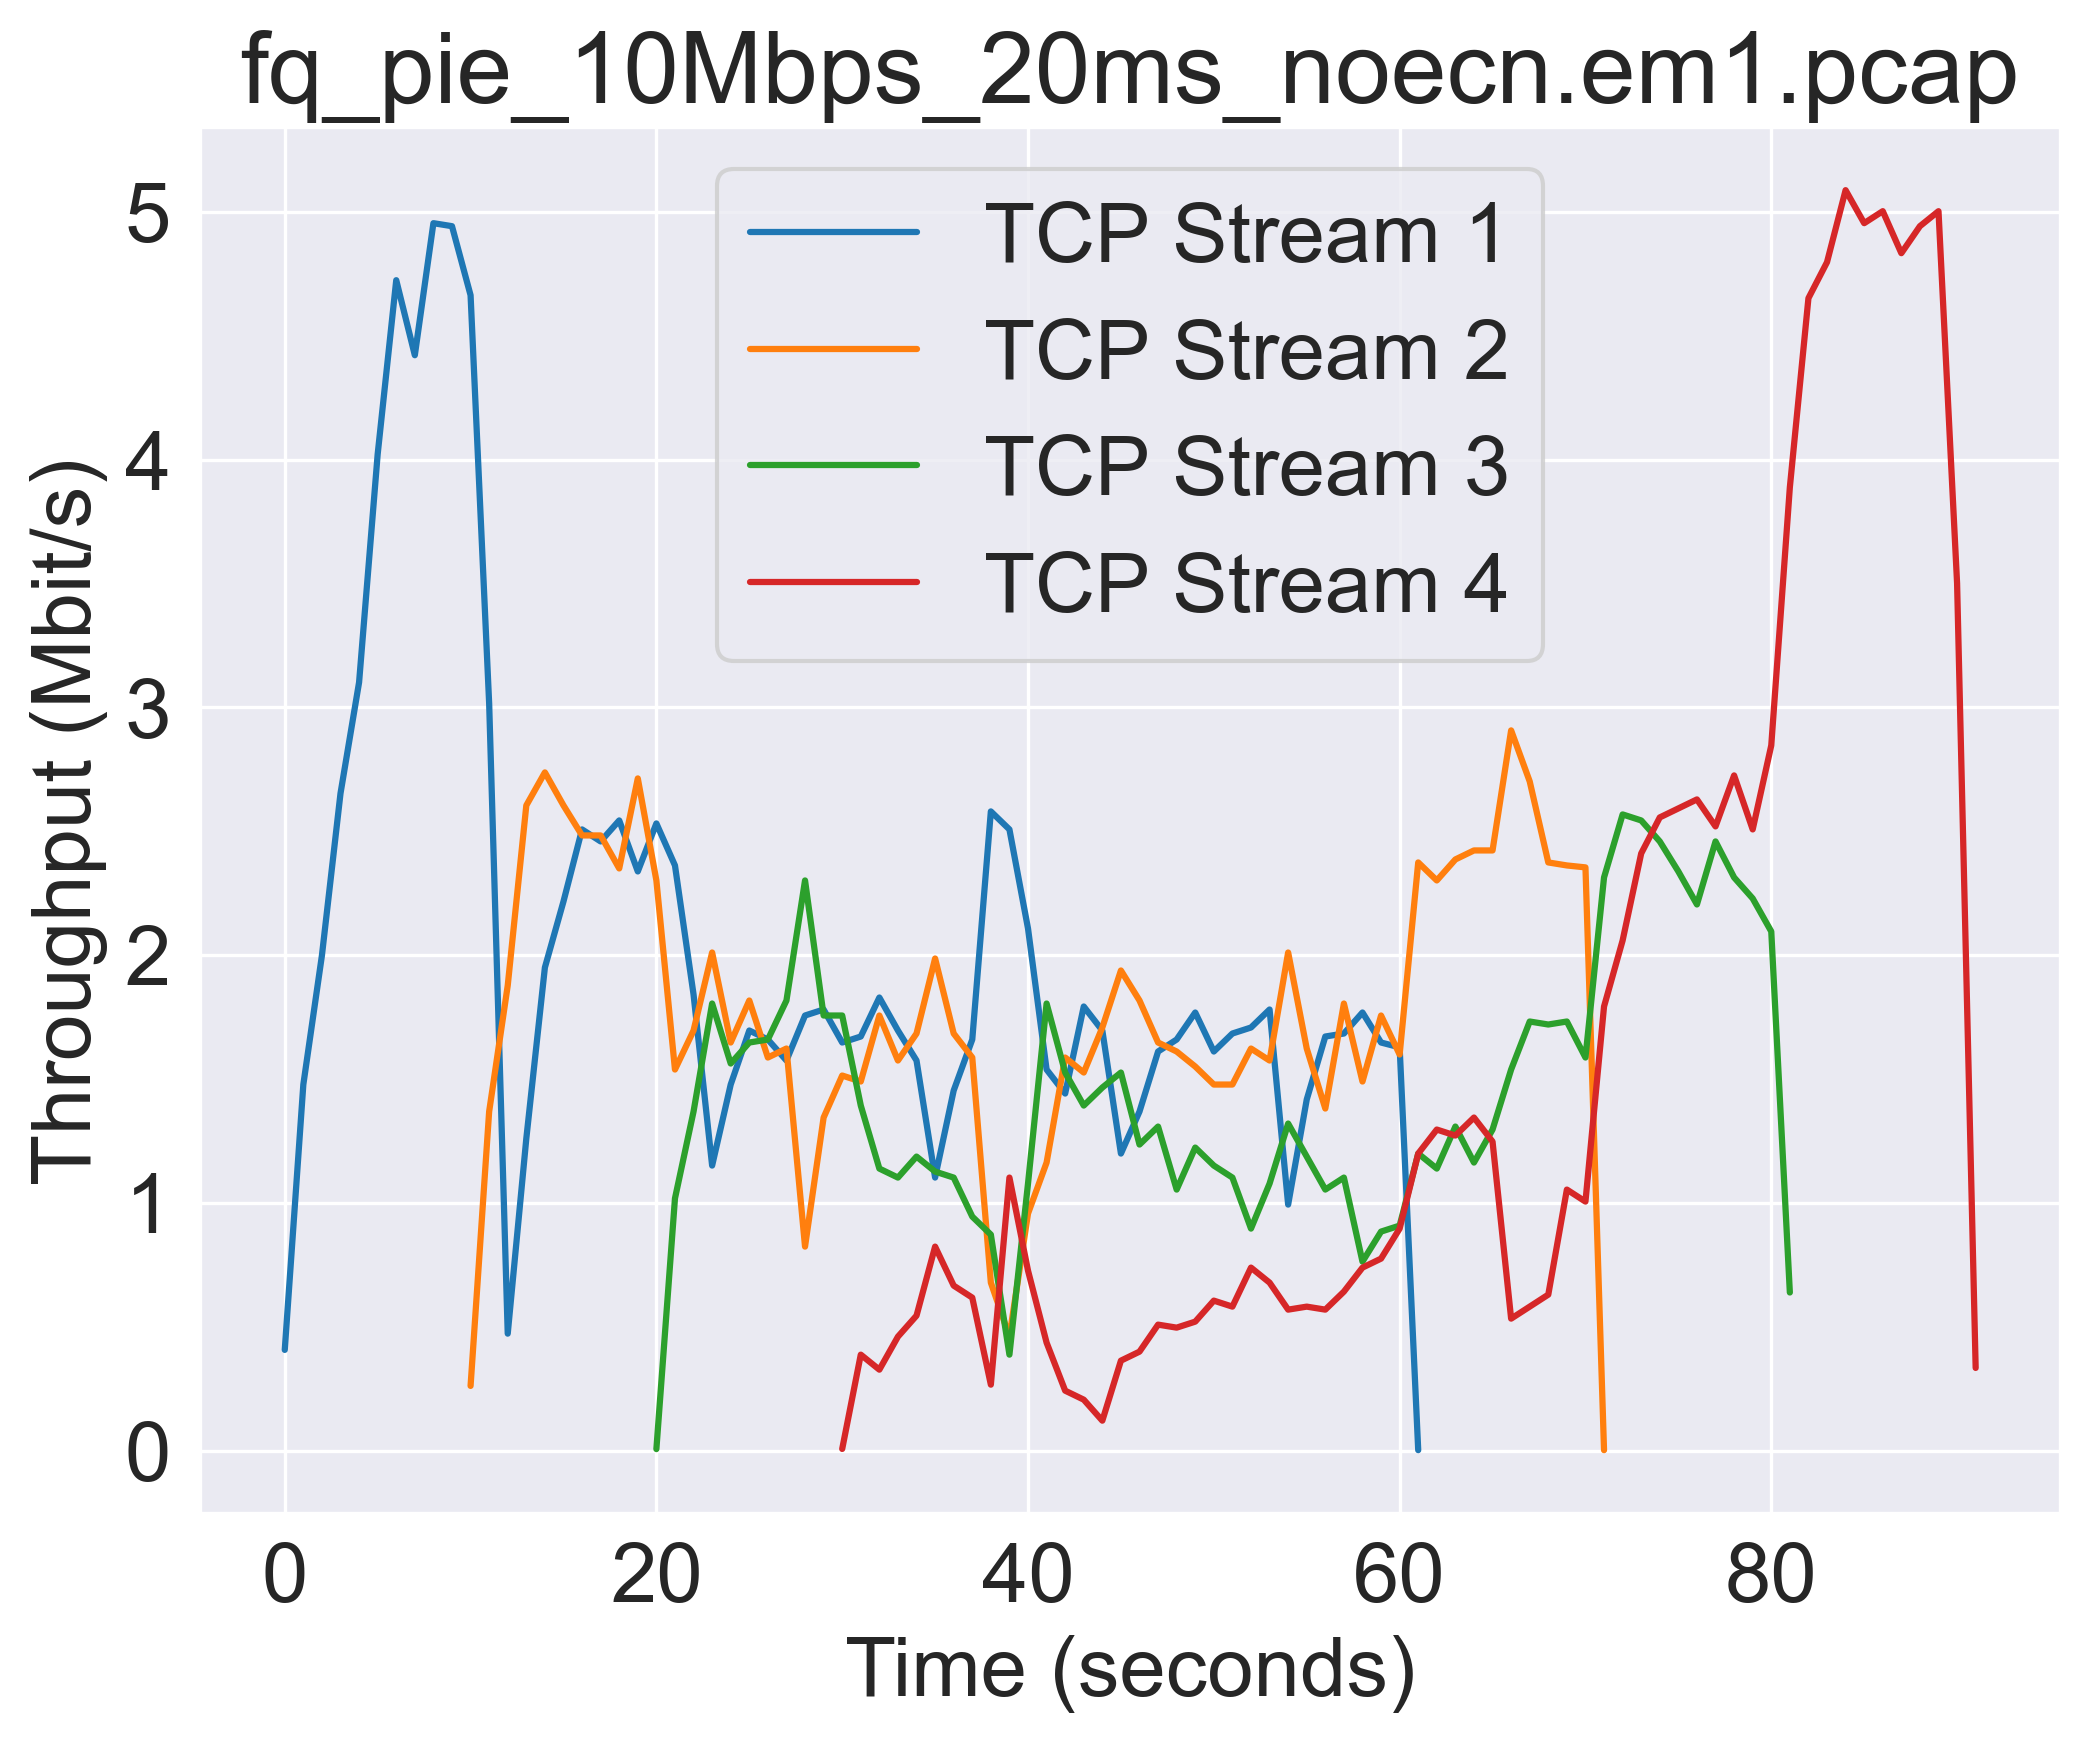 fq_pie_10Mbps_20ms_noecn.em1.pcap
TCP Stream 1
TCP Stream 2
TCP Stream 3
TCP Stream 4
Throughput (Mbit/s)
5
4
3
2
1
0
0 20 40 60 80
Time (seconds)